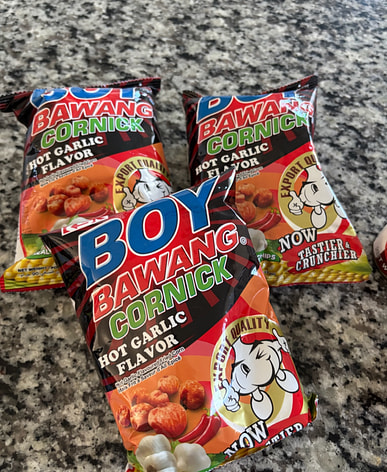 BOY
BAWANG
CORNICK
HOT GARLIC
FLAVOR
BOY
BAWANG
CORNICK
HOT GARLIC
FLAVOR
EXPORT QUALITY
NOW
TASTIER &
CRUNCHIER
BOY
BAWANG
CORNICK
HOT GARLIC
FLAVOR
EXPORT QUALITY
NOW